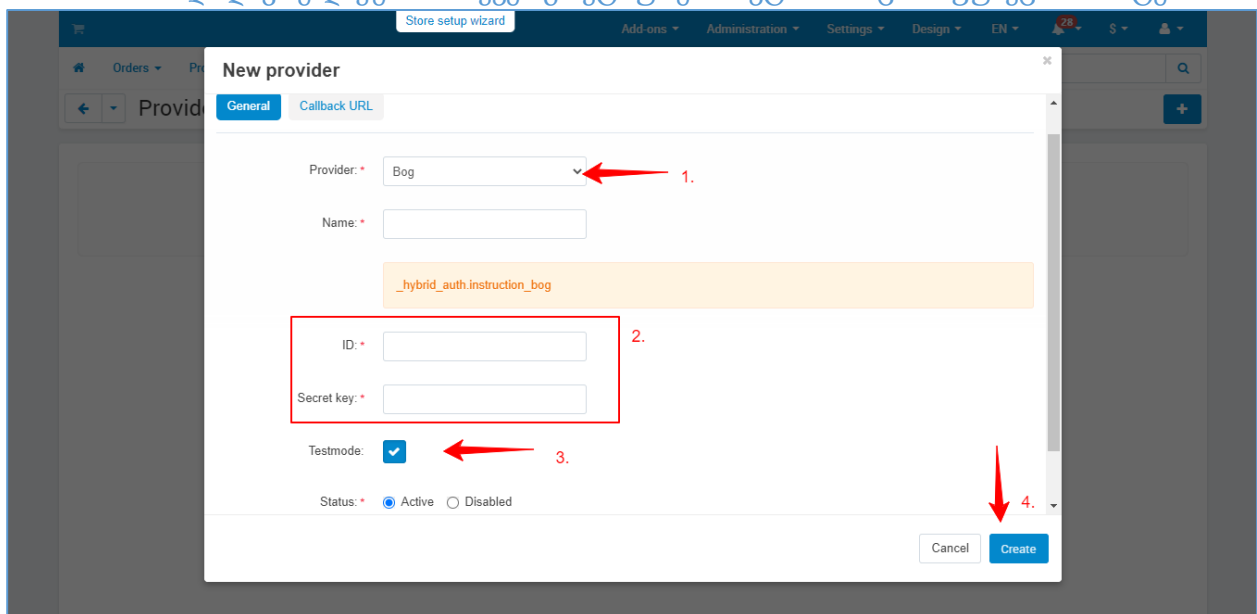 Store setup wizard
Add-ons Administration Settings Design EN 28 $
Orders
New provider ×
General Callback URL
Provider: * Bog 1.
Name: *
_hybrid_auth.instruction_bog
ID: * 2.
Secret key: *
Testmode: 3.
Status: * Active Disabled
4.
Cancel Create